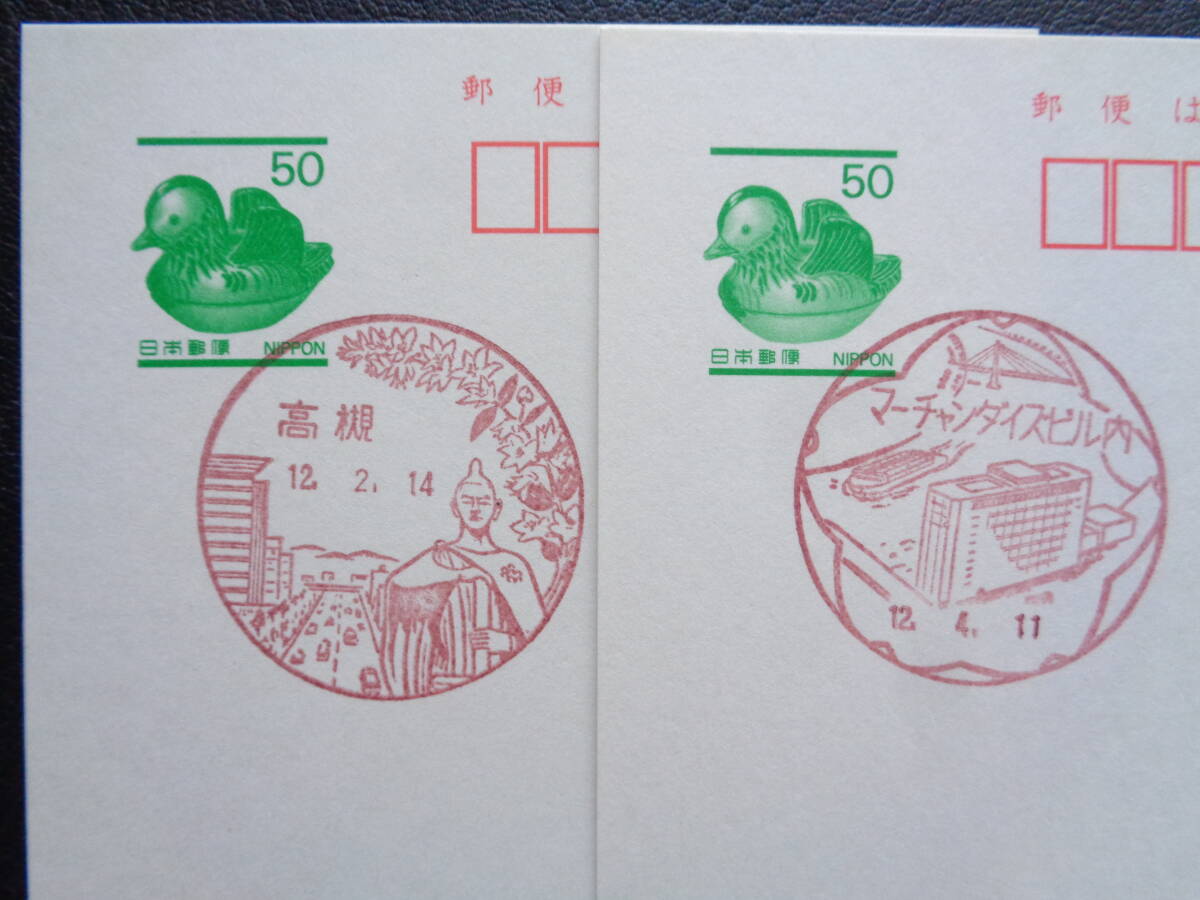 郵便
50
日本郵便 NIPPON
高槻
12. 2. 14
郵便は
50
日本郵便 NIPPON
マーチャンダイズビル内
12. 4. 11